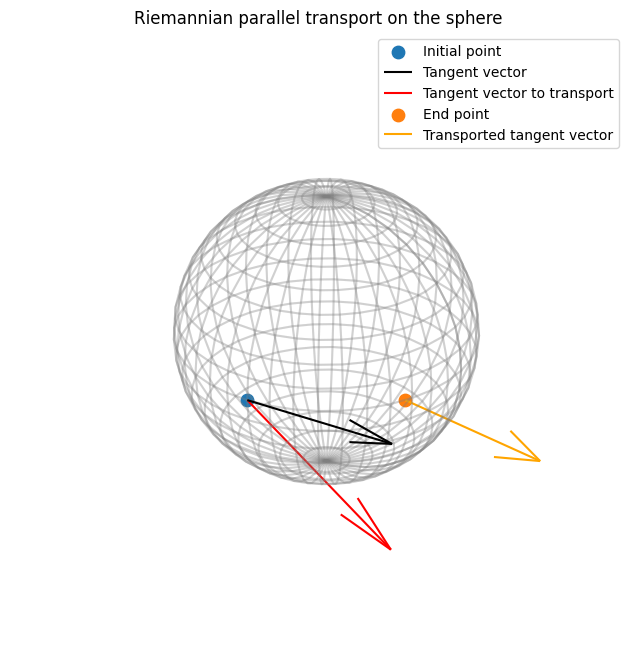 Riemannian parallel transport on the sphere
Initial point
Tangent vector
Tangent vector to transport
End point
Transported tangent vector